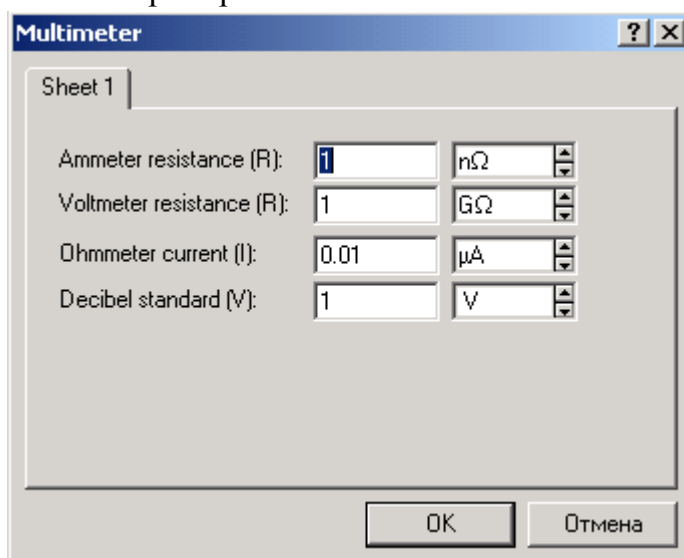 Multimeter
Sheet 1
Ammeter resistance (R): 1 nΩ
Voltmeter resistance (R): 1 GΩ
Ohmmeter current (I): 0.01 µA
Decibel standard (V): 1 V
OK Отмена